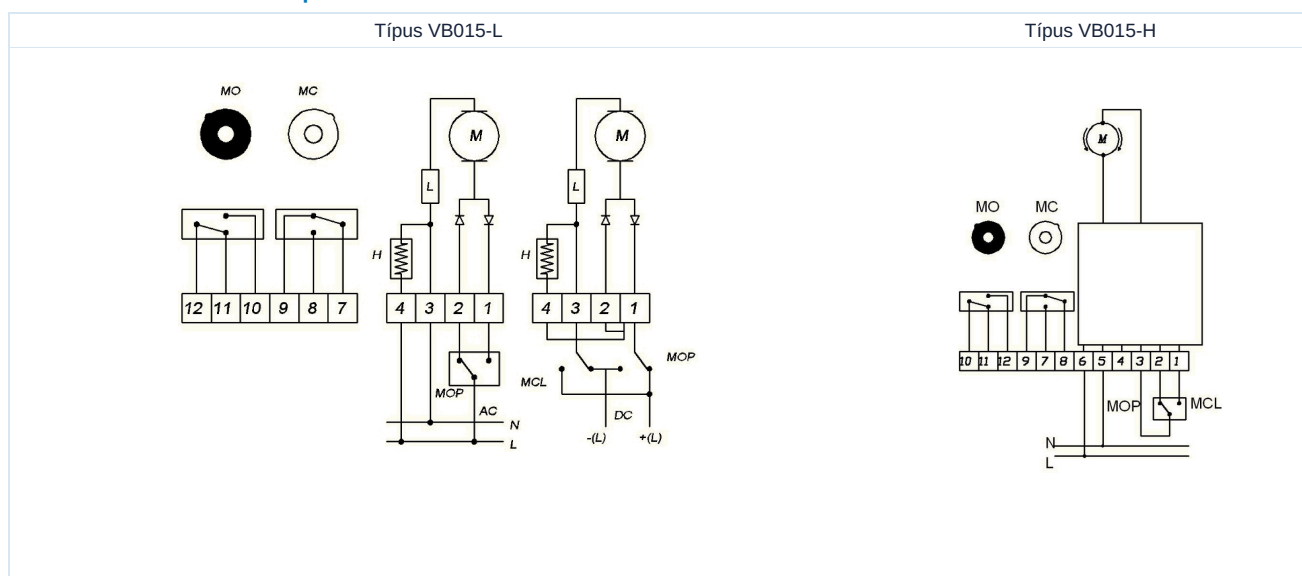 Típus VB015-L
Típus VB015-H
MO MC
M
L
H
12 11 10 9 8 7
4 3 2 1
MOP
AC
N
L
M
L
H
4 3 2 1
MOP
MCL
DC
-(L) +(L)
M
MO MC
10 11 12 9 7 8 6 5 4 3 2 1
MOP
MCL
N
L